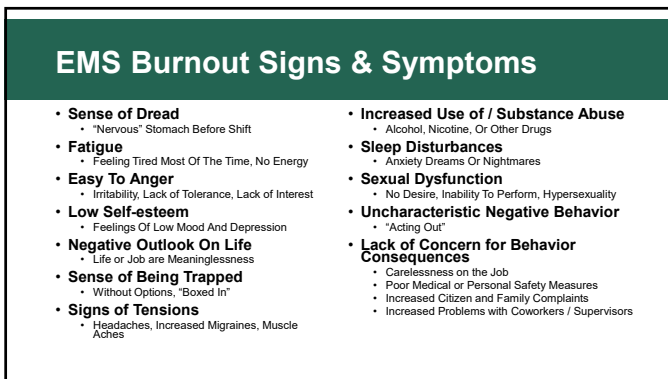 EMS Burnout Signs & Symptoms
• Sense of Dread
• “Nervous” Stomach Before Shift
• Fatigue
• Feeling Tired Most Of The Time, No Energy
• Easy To Anger
• Irritability, Lack of Tolerance, Lack of Interest
• Low Self-esteem
• Feelings Of Low Mood And Depression
• Negative Outlook On Life
• Life or Job are Meaninglessness
• Sense of Being Trapped
• Without Options, “Boxed In”
• Signs of Tensions
• Headaches, Increased Migraines, Muscle
Aches
• Increased Use of / Substance Abuse
• Alcohol, Nicotine, Or Other Drugs
• Sleep Disturbances
• Anxiety Dreams Or Nightmares
• Sexual Dysfunction
• No Desire, Inability To Perform, Hypersexuality
• Uncharacteristic Negative Behavior
• “Acting Out”
• Lack of Concern for Behavior
Consequences
• Carelessness on the Job
• Poor Medical or Personal Safety Measures
• Increased Citizen and Family Complaints
• Increased Problems with Coworkers / Supervisors